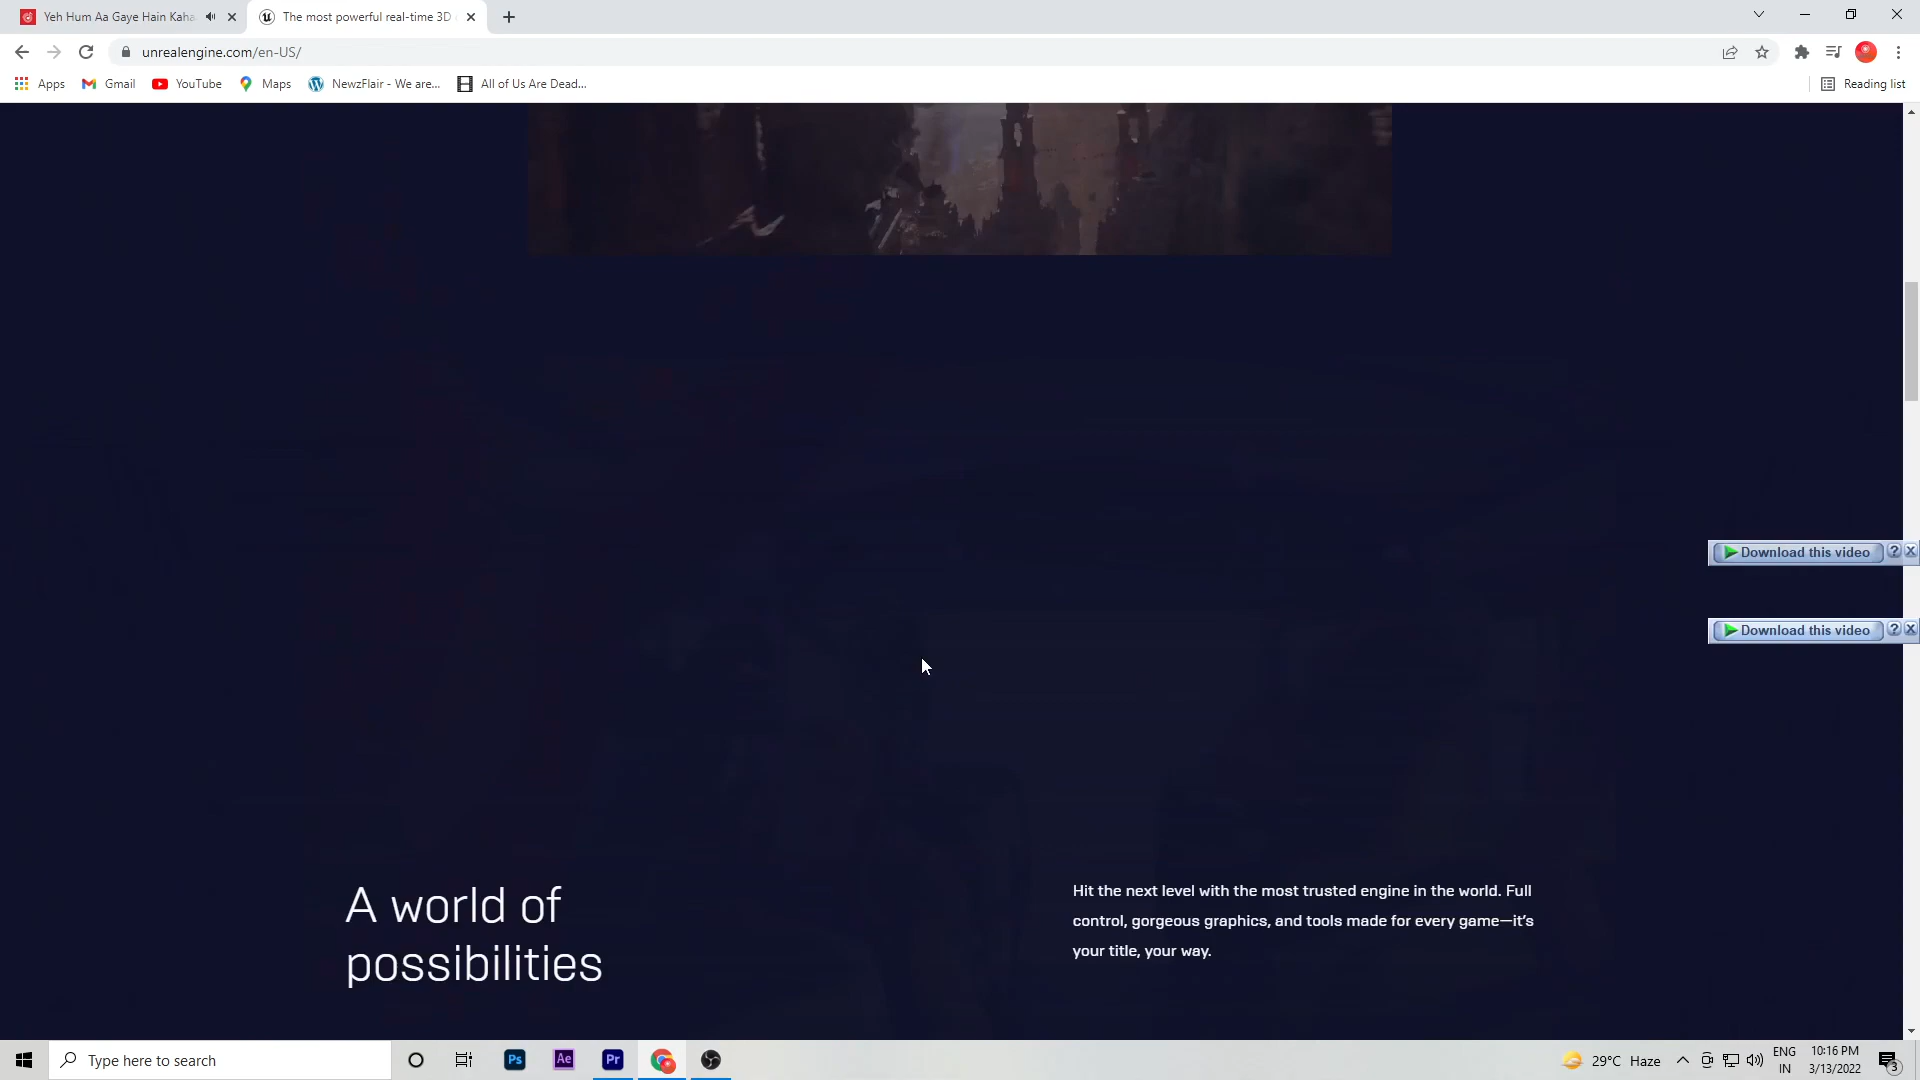 Yeh Hum Aa Gaye Hain Kaha
The most powerful real-time 3D
unrealengine.com/en-US/
Apps
Gmail
YouTube
Maps
NewzFlair - We are...
All of Us Are Dead...
Reading list
Download this video ?
Download this video ?
A world of
possibilities
Hit the next level with the most trusted engine in the world. Full
control, gorgeous graphics, and tools made for every game—it's
your title, your way.
Type here to search
Ps
Ae
Pr
29°C Haze
ENG
IN
10:16 PM
3/13/2022
3